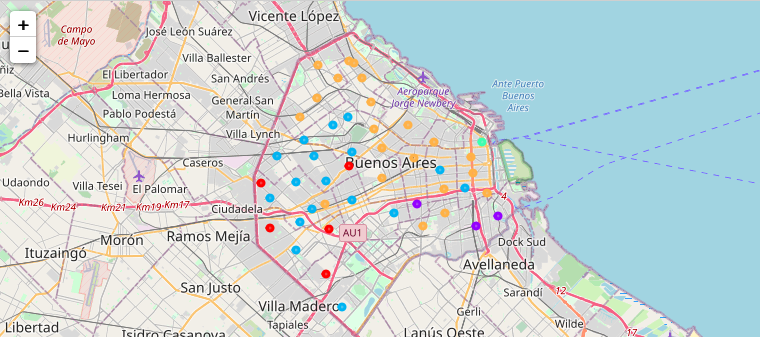 +
−
Vicente López
José León Suárez
Campo
de Mayo
Villa Ballester
El Libertador
San Andrés
Bella Vista
Loma Hermosa
General San
Martín
Aeroparque
Jorge Newbery
Ante Puerto
Buenos
Aires
Pablo Podestá
Hurlingham
Villa Lynch
Caseros
Buenos Aires
Udaondo
Villa Tesei
El Palomar
Km26
Km24
Km21
Km19
Km17
Ciudadela
4
AU1
Morón
Ramos Mejía
Dock Sud
Ituzaingó
Avellaneda
San Justo
12
Sarandí
Villa Madero
Gerli
Libertad
Tapiales
Wilde
Isidro Casanova
Lanús Oeste
17